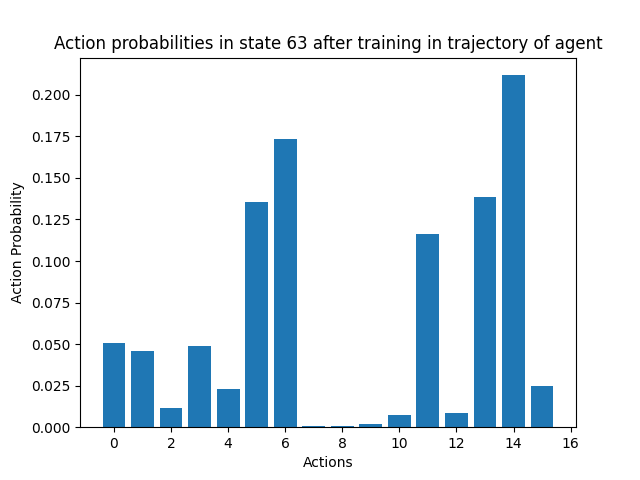 Action probabilities in state 63 after training in trajectory of agent
0.200
0.175
0.150
0.125
0.100
0.075
0.050
0.025
0.000
Action Probability
0 2 4 6 8 10 12 14 16
Actions